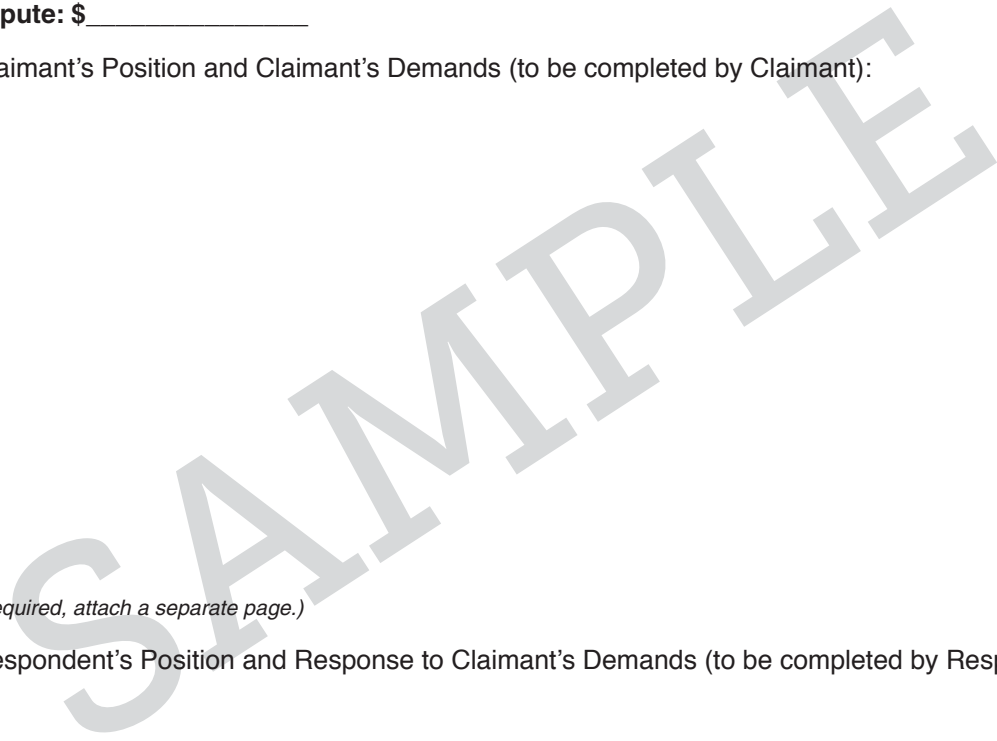 pute: $_______________
aimant’s Position and Claimant’s Demands (to be completed by Claimant):
SAMPLE
equired, attach a separate page.)
espondent’s Position and Response to Claimant’s Demands (to be completed by Resp